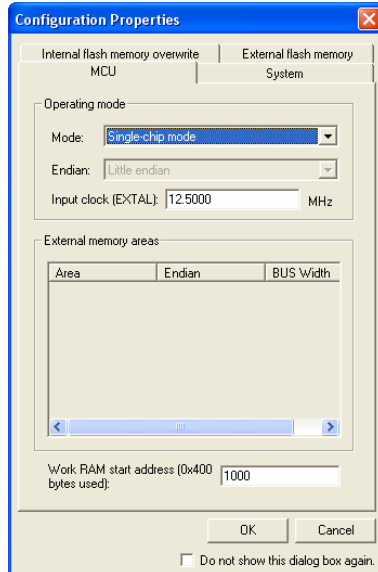 Configuration Properties
Internal flash memory overwrite
External flash memory
MCU
System
Operating mode
Mode:
Single-chip mode
Endian:
Little endian
Input clock (EXTAL):
12.5000
MHz
External memory areas
Area
Endian
BUS Width
Work RAM start address (0x400
bytes used):
1000
OK
Cancel
Do not show this dialog box again.